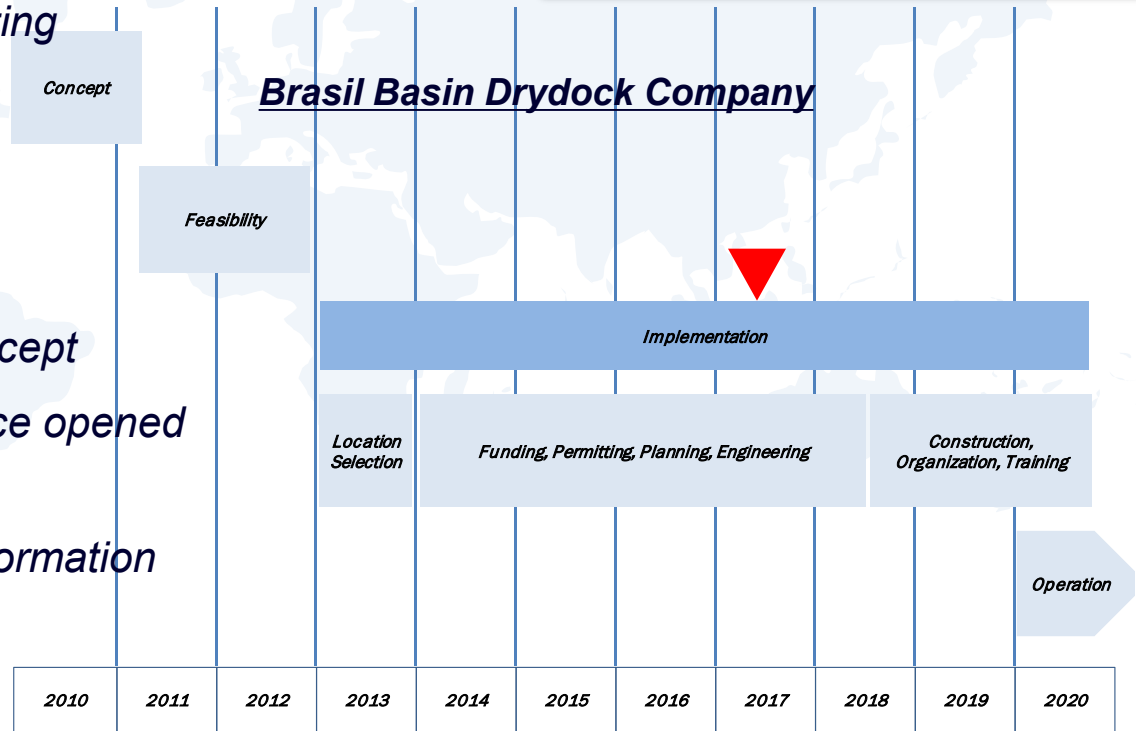 ring
Concept
Brasil Basin Drydock Company
Feasibility
Implementation
cept
ce opened
Location
Selection
Funding, Permitting, Planning, Engineering
Construction,
Organization, Training
ormation
Operation
2010 2011 2012 2013 2014 2015 2016 2017 2018 2019 2020